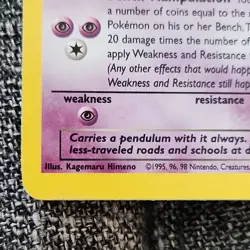 Manipulation
a number of coins equal to the
Pokémon on his or her Bench. T
20 damage times the number of
apply Weakness and Resistance
(Any other effects that would happ
Weakness and Resistance still hap
weakness resistance
Carries a pendulum with it always.
less-traveled roads and schools at d
Illus. Kagemaru Himeno ©1995, 96, 98 Nintendo, Creatures,